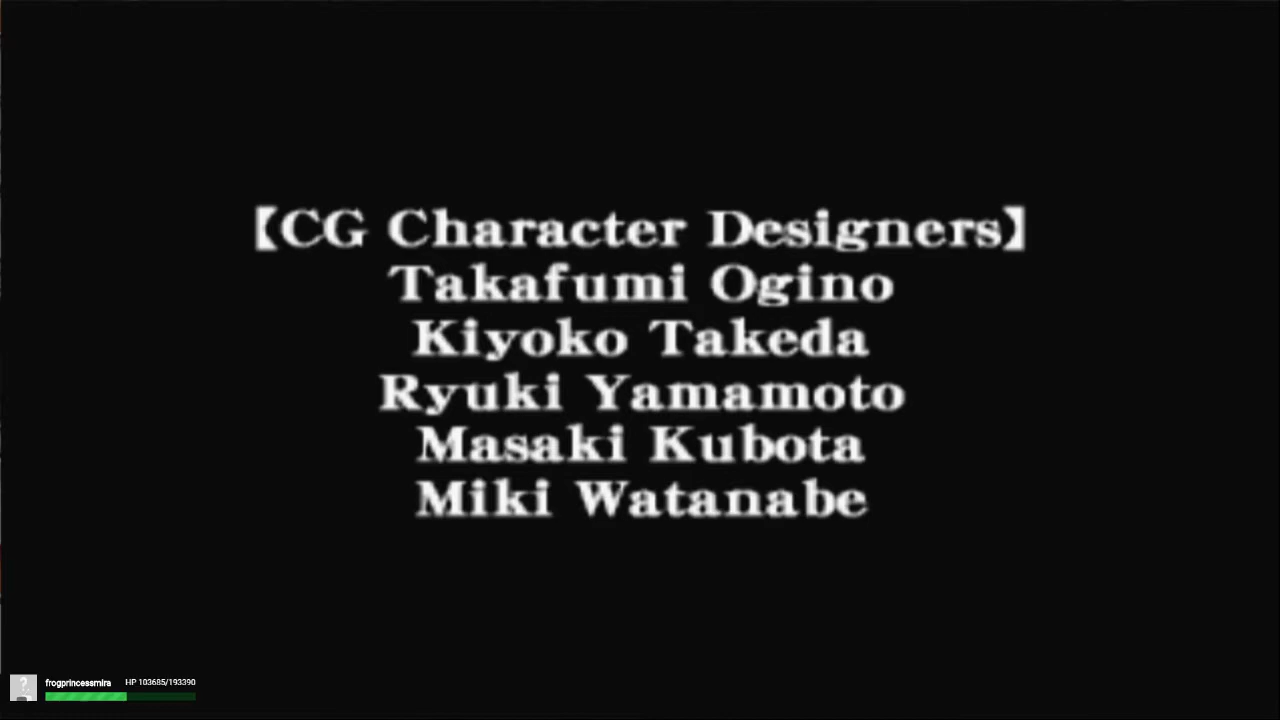 【CG Character Designers】
Takafumi Ogino
Kiyoko Takeda
Ryuki Yamamoto
Masaki Kubota
Miki Watanabe
frogprincessmira HP 103685/193390